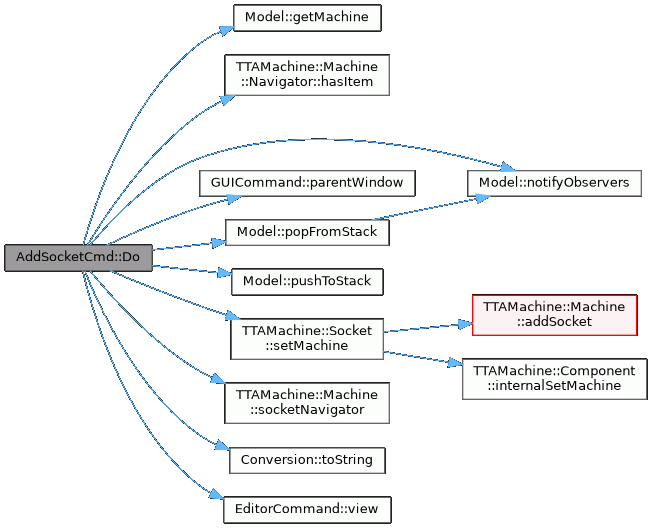 Model::getMachine
TTAMachine::Machine
::Navigator::hasItem
GUICommand::parentWindow
Model::notifyObservers
Model::popFromStack
AddSocketCmd::Do
Model::pushToStack
TTAMachine::Socket
::setMachine
TTAMachine::Machine
::addSocket
TTAMachine::Component
::internalSetMachine
TTAMachine::Machine
::socketNavigator
Conversion::toString
EditorCommand::view